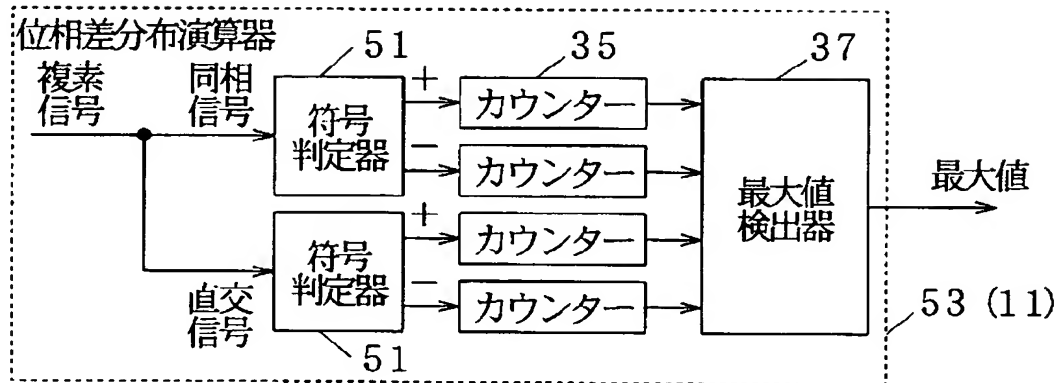 位相差分布演算器
複素
信号
同相
信号
51
符号
判定器
+
−
35
カウンター
カウンター
37
最大値
検出器
最大値
直交
信号
符号
判定器
51
+
−
カウンター
カウンター
53 (11)